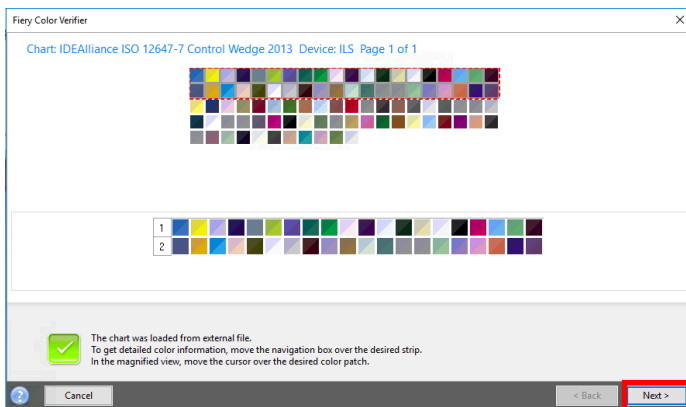 Fiery Color Verifier
Chart: IDEAlliance ISO 12647-7 Control Wedge 2013 Device: ILS Page 1 of 1
1
2
The chart was loaded from external file.
To get detailed color information, move the navigation box over the desired strip.
In the magnified view, move the cursor over the desired color patch.
? Cancel < Back Next >